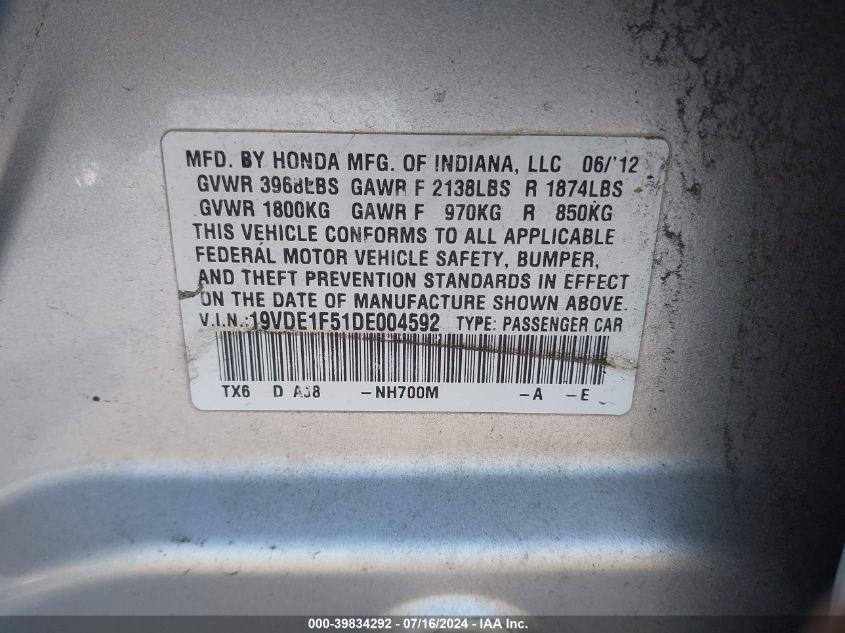 MFD. BY HONDA MFG. OF INDIANA, LLC 06/'12
GVWR 3968LBS GAWR F 2138LBS R 1874LBS
GVWR 1800KG GAWR F 970KG R 850KG
THIS VEHICLE CONFORMS TO ALL APPLICABLE
FEDERAL MOTOR VEHICLE SAFETY, BUMPER,
AND THEFT PREVENTION STANDARDS IN EFFECT
ON THE DATE OF MANUFACTURE SHOWN ABOVE.
V.I.N.: 19VDE1F51DE004592 TYPE: PASSENGER CAR
TX6 D -NH700M -A -E
000-39834292 - 07/16/2024 - IAA Inc.